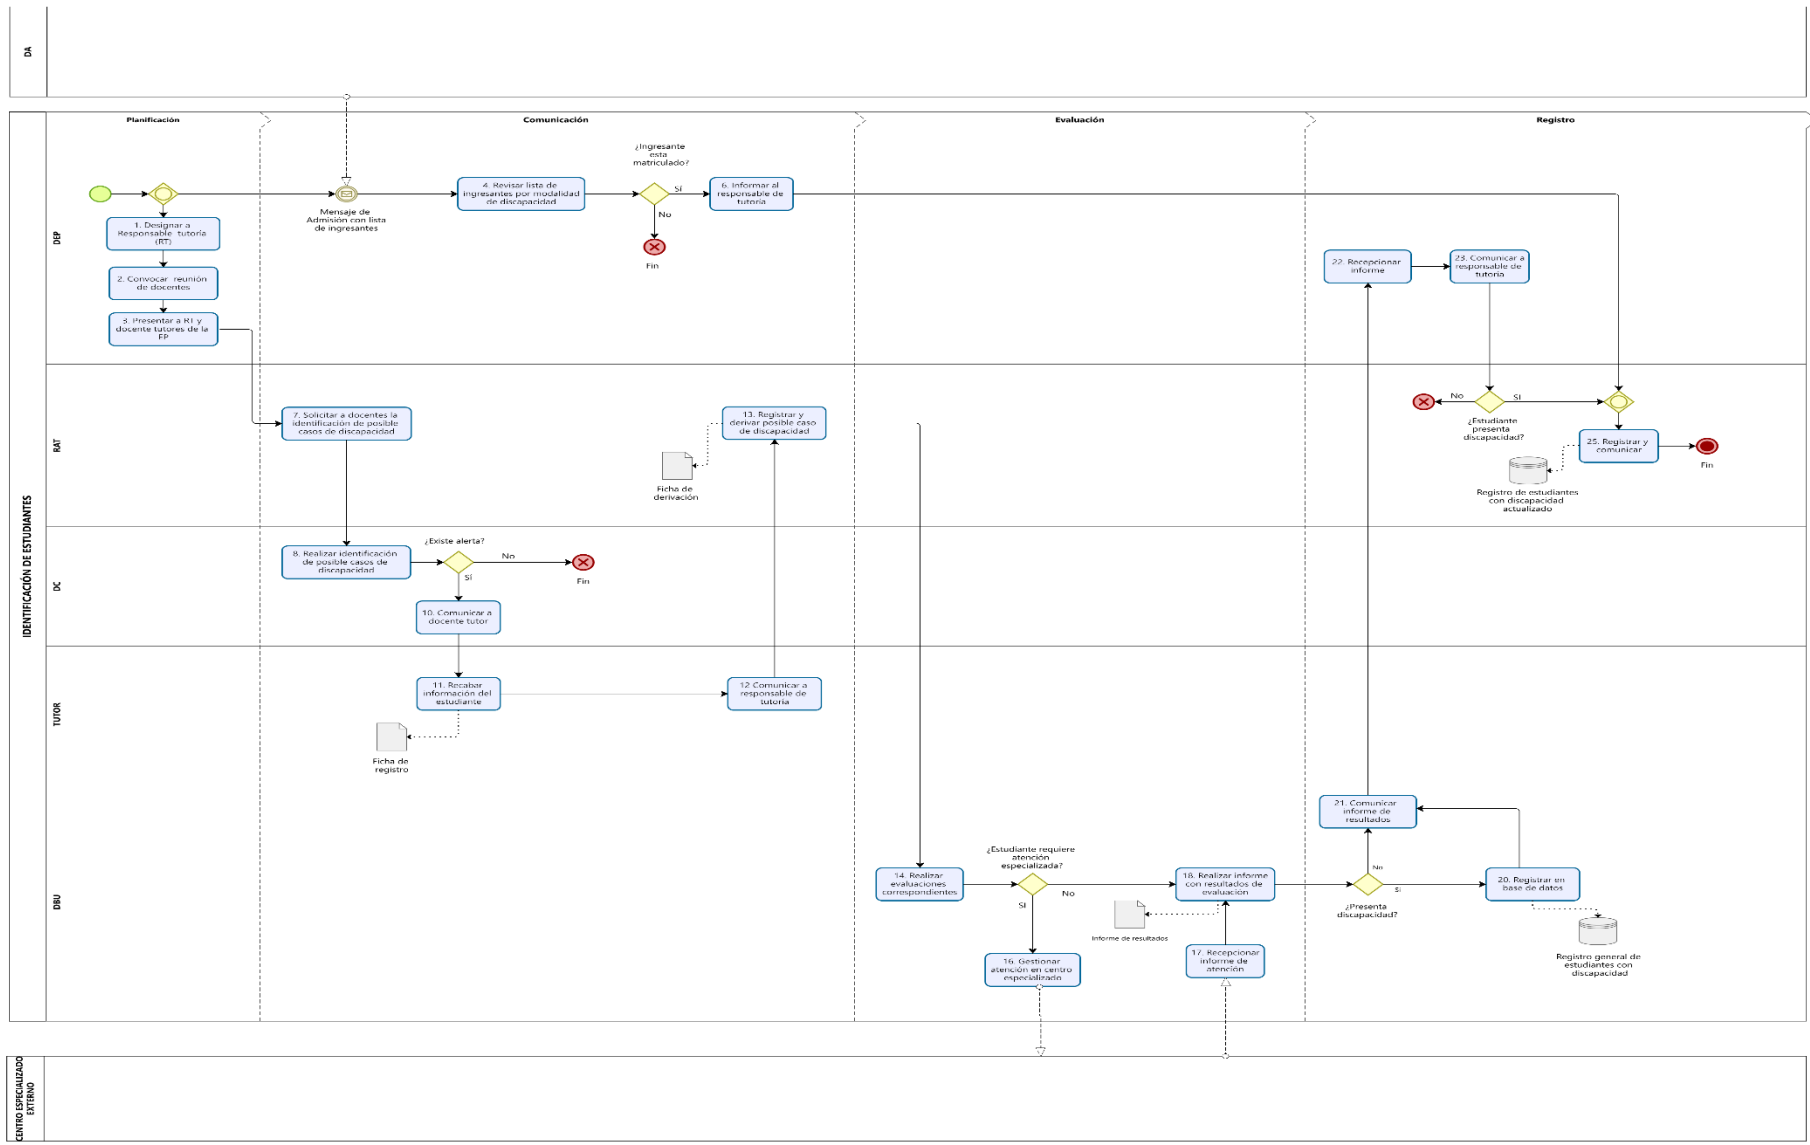 DA
IDENTIFICACIÓN DE ESTUDIANTES
Planificación
Comunicación
Evaluación
Registro
DEP
1. Designar a
Responsable tutoría
(RT)
2. Convocar reunión
de docentes
3. Presentar a RT y
docente tutores de la
EP
Mensaje de
Admisión con lista
de ingresantes
4. Revisar lista de
ingresantes por modalidad
de discapacidad
¿Ingresante
esta
matriculado?
Sí
No
Fin
6. Informar al
responsable de
tutoría
22. Recepcionar
informe
23. Comunicar a
responsable de
tutoría
RAT
7. Solicitar a docentes la
identificación de posible
casos de discapacidad
13. Registrar y
derivar posible caso
de discapacidad
Ficha de
derivación
No
SI
¿Estudiante
presenta
discapacidad?
25. Registrar y
comunicar
Fin
Registro de estudiantes
con discapacidad
actualizado
DC
8. Realizar identificación
de posible casos de
discapacidad
¿Existe alerta?
No
Sí
Fin
10. Comunicar a
docente tutor
TUTOR
11. Recabar
información del
estudiante
12 Comunicar a
responsable de
tutoría
Ficha de
registro
DBU
14. Realizar
evaluaciones
correspondientes
¿Estudiante requiere
atención
especializada?
No
SI
16. Gestionar
atención en centro
especializado
18. Realizar informe
con resultados de
evaluación
Informe de resultados
17. Recepcionar
informe de
atención
21. Comunicar
informe de
resultados
No
Si
¿Presenta
discapacidad?
20. Registrar en
base de datos
Registro general de
estudiantes con
discapacidad
CENTRO ESPECIALIZADO
EXTERNO